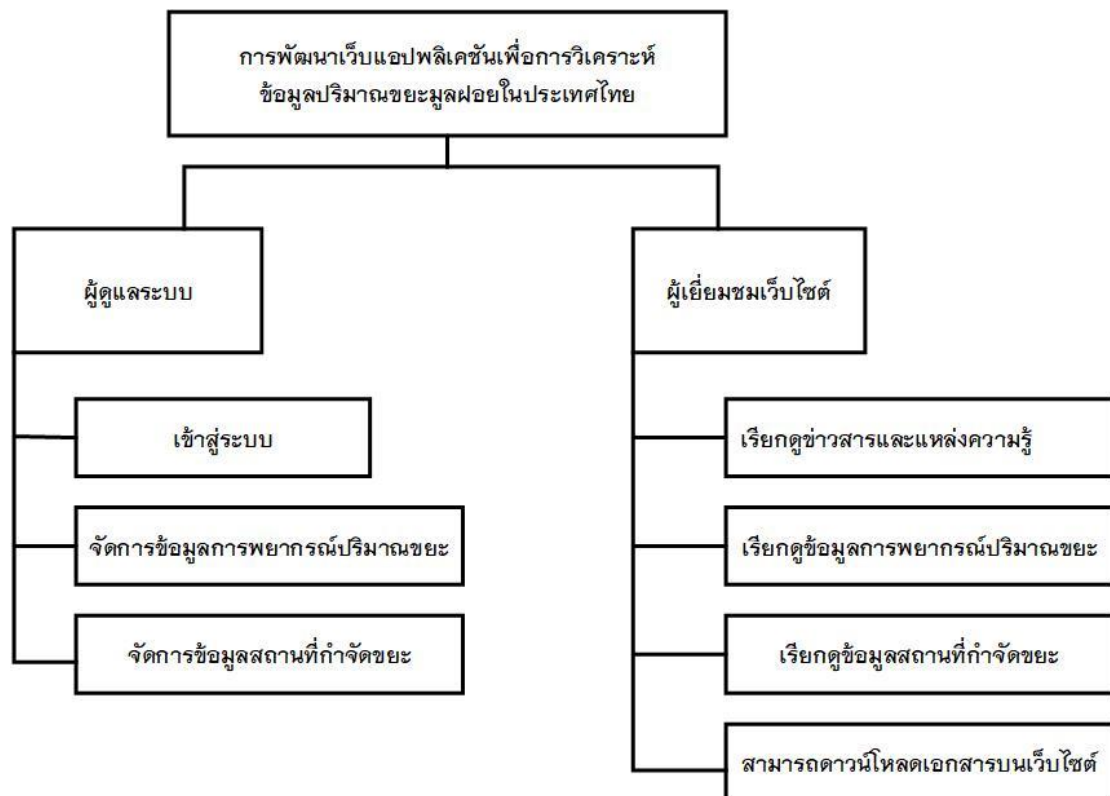 การพัฒนาเว็บแอปพลิเคชันเพื่อการวิเคราะห์
ข้อมูลปริมาณขยะมูลฝอยในประเทศไทย
ผู้ดูแลระบบ
เข้าสู่ระบบ
จัดการข้อมูลการพยากรณ์ปริมาณขยะ
จัดการข้อมูลสถานที่กำจัดขยะ
ผู้เยี่ยมชมเว็บไซต์
เรียกดูข่าวสารและแหล่งความรู้
เรียกดูข้อมูลการพยากรณ์ปริมาณขยะ
เรียกดูข้อมูลสถานที่กำจัดขยะ
สามารถดาวน์โหลดเอกสารบนเว็บไซต์